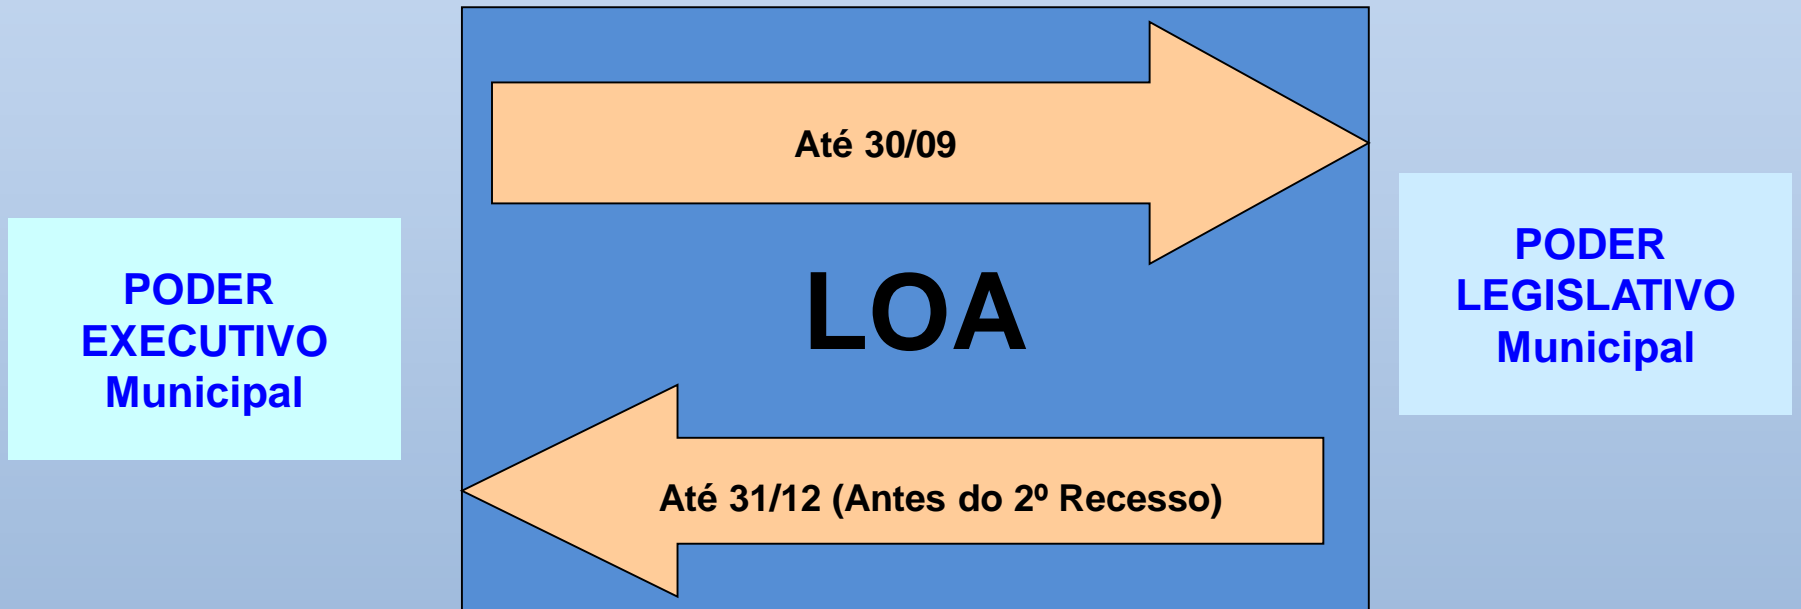 Até 30/09
PODER
EXECUTIVO
Municipal
LOA
PODER
LEGISLATIVO
Municipal
Até 31/12 (Antes do 2º Recesso)